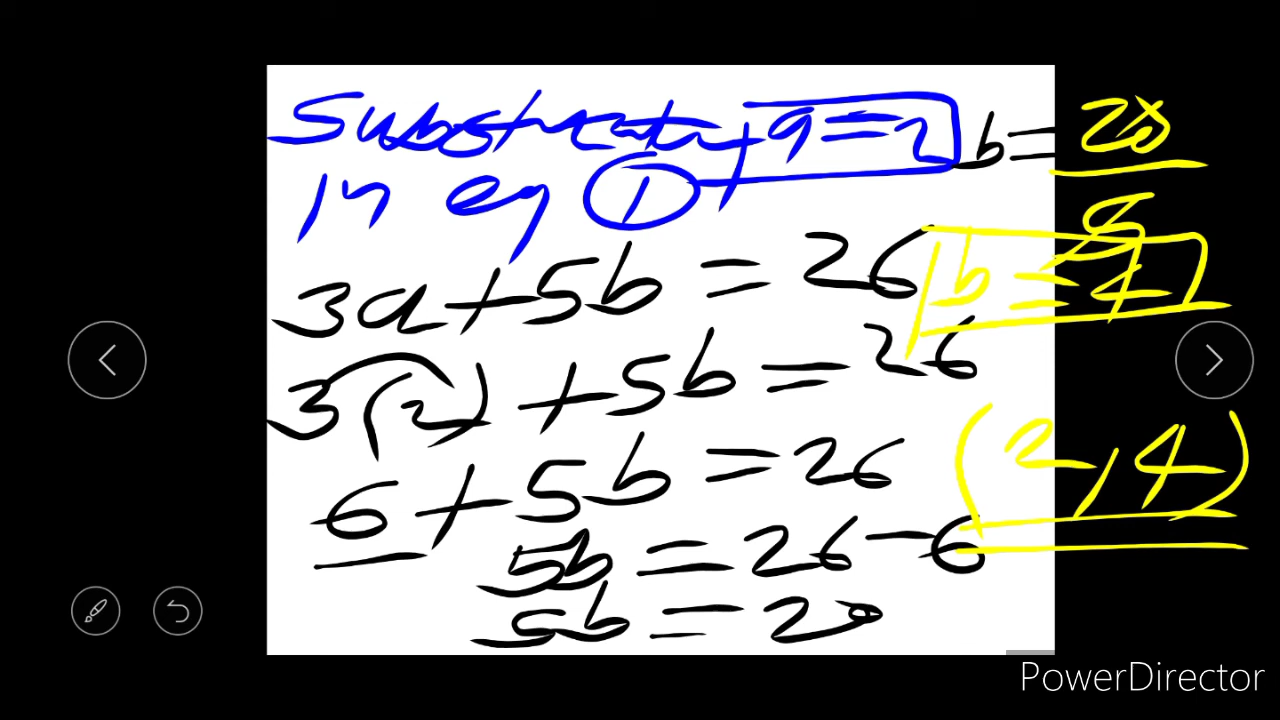 Substitute a=2
in eq 1
3a+5b=26
3(2)+5b=26
6+5b=26
5b=26-6
5b=20
b=20
5
b=4
(2,4)
PowerDirector